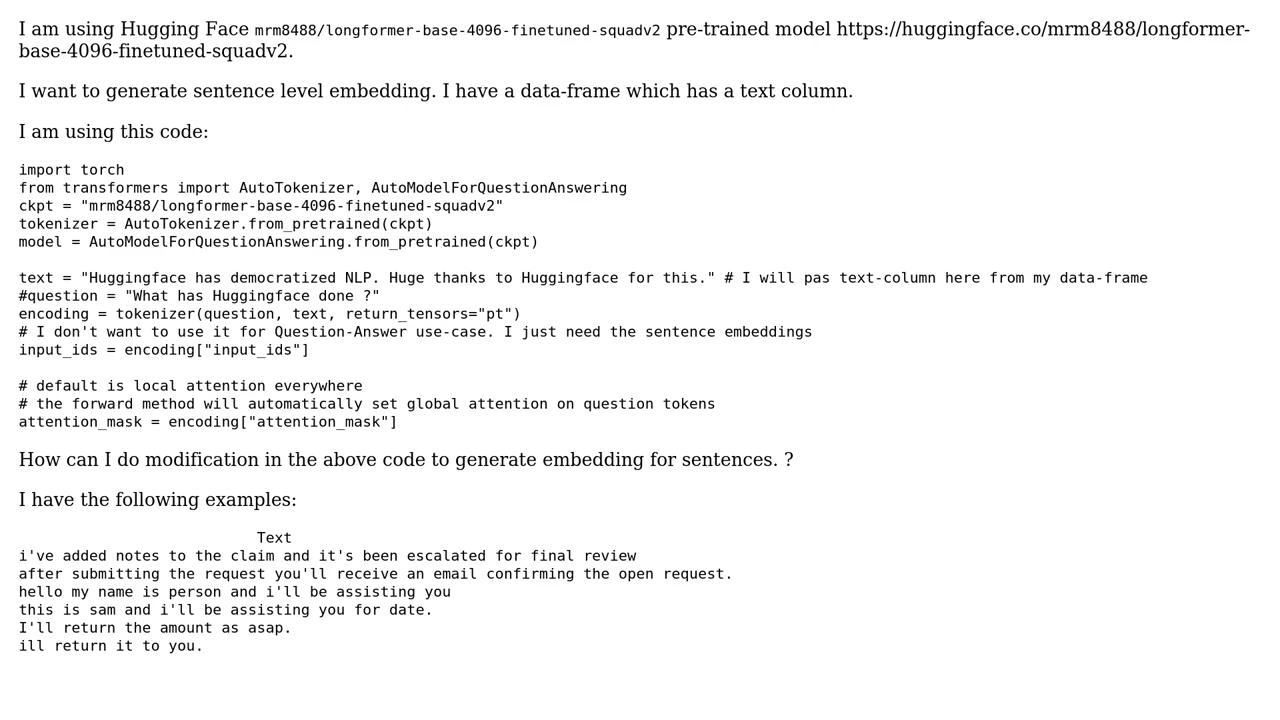 I am using Hugging Face mrm8488/longformer-base-4096-finetuned-squadv2 pre-trained model https://huggingface.co/mrm8488/longformer-
base-4096-finetuned-squadv2.
I want to generate sentence level embedding. I have a data-frame which has a text column.
I am using this code:
import torch
from transformers import AutoTokenizer, AutoModelForQuestionAnswering
ckpt = "mrm8488/longformer-base-4096-finetuned-squadv2"
tokenizer = AutoTokenizer.from_pretrained(ckpt)
model = AutoModelForQuestionAnswering.from_pretrained(ckpt)
text = "Huggingface has democratized NLP. Huge thanks to Huggingface for this." # I will pas text-column here from my data-frame
#question = "What has Huggingface done ?"
encoding = tokenizer(question, text, return_tensors="pt")
# I don't want to use it for Question-Answer use-case. I just need the sentence embeddings
input_ids = encoding["input_ids"]
# default is local attention everywhere
# the forward method will automatically set global attention on question tokens
attention_mask = encoding["attention_mask"]
How can I do modification in the above code to generate embedding for sentences. ?
I have the following examples:
Text
i've added notes to the claim and it's been escalated for final review
after submitting the request you'll receive an email confirming the open request.
hello my name is person and i'll be assisting you
this is sam and i'll be assisting you for date.
I'll return the amount as asap.
ill return it to you.